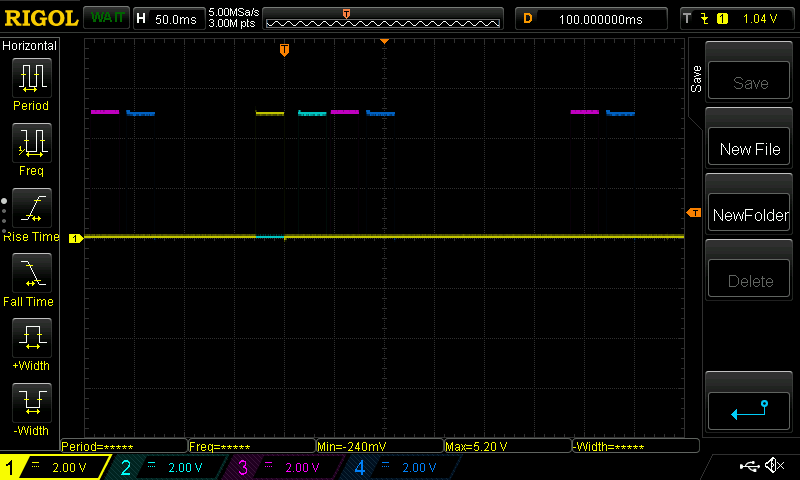 RIGOL WAIT H 50.0ms 5.00MSa/s
3.00M pts
T
D 100.000000ms T 1 1.04 V
Horizontal
Period
Freq
Rise Time
Fall Time
+Width
-Width
T
T
1
Save
Save
New File
NewFolder
Delete
Period=***** Freq=***** Min=-240mV Max=5.20 V -Width=*****
1 2.00 V 2 2.00 V 3 2.00 V 4 2.00 V